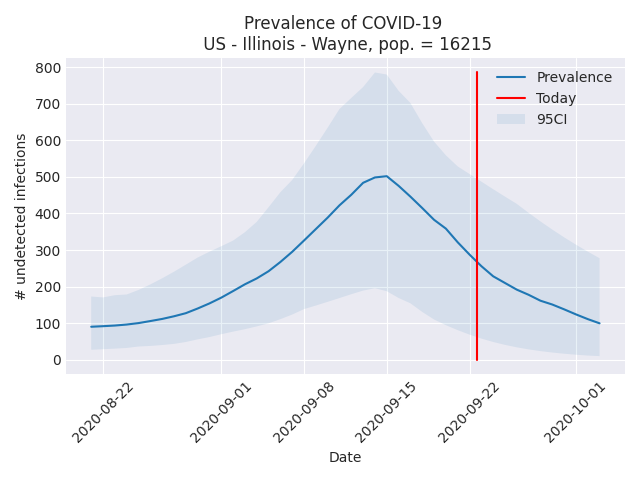 Prevalence of COVID-19
US - Illinois - Wayne, pop. = 16215
800
700
600
500
400
300
200
100
0
# undetected infections
Prevalence
Today
95CI
2020-08-22
2020-09-01
2020-09-08
2020-09-15
2020-09-22
2020-10-01
Date